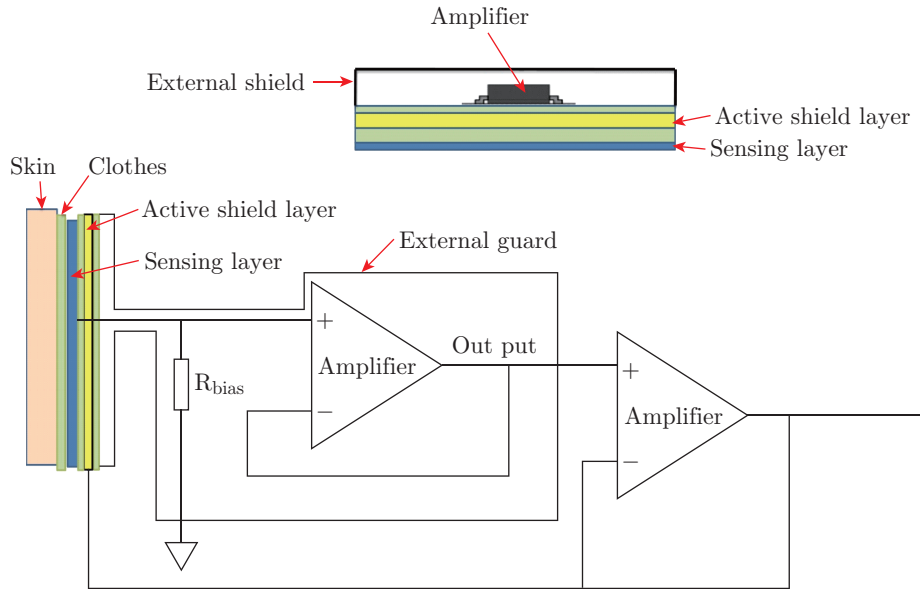 Amplifier
External shield
Active shield layer
Sensing layer
Skin
Clothes
Active shield layer
Sensing layer
External guard
+
Amplifier
−
Out put
R_bias
+
Amplifier
−